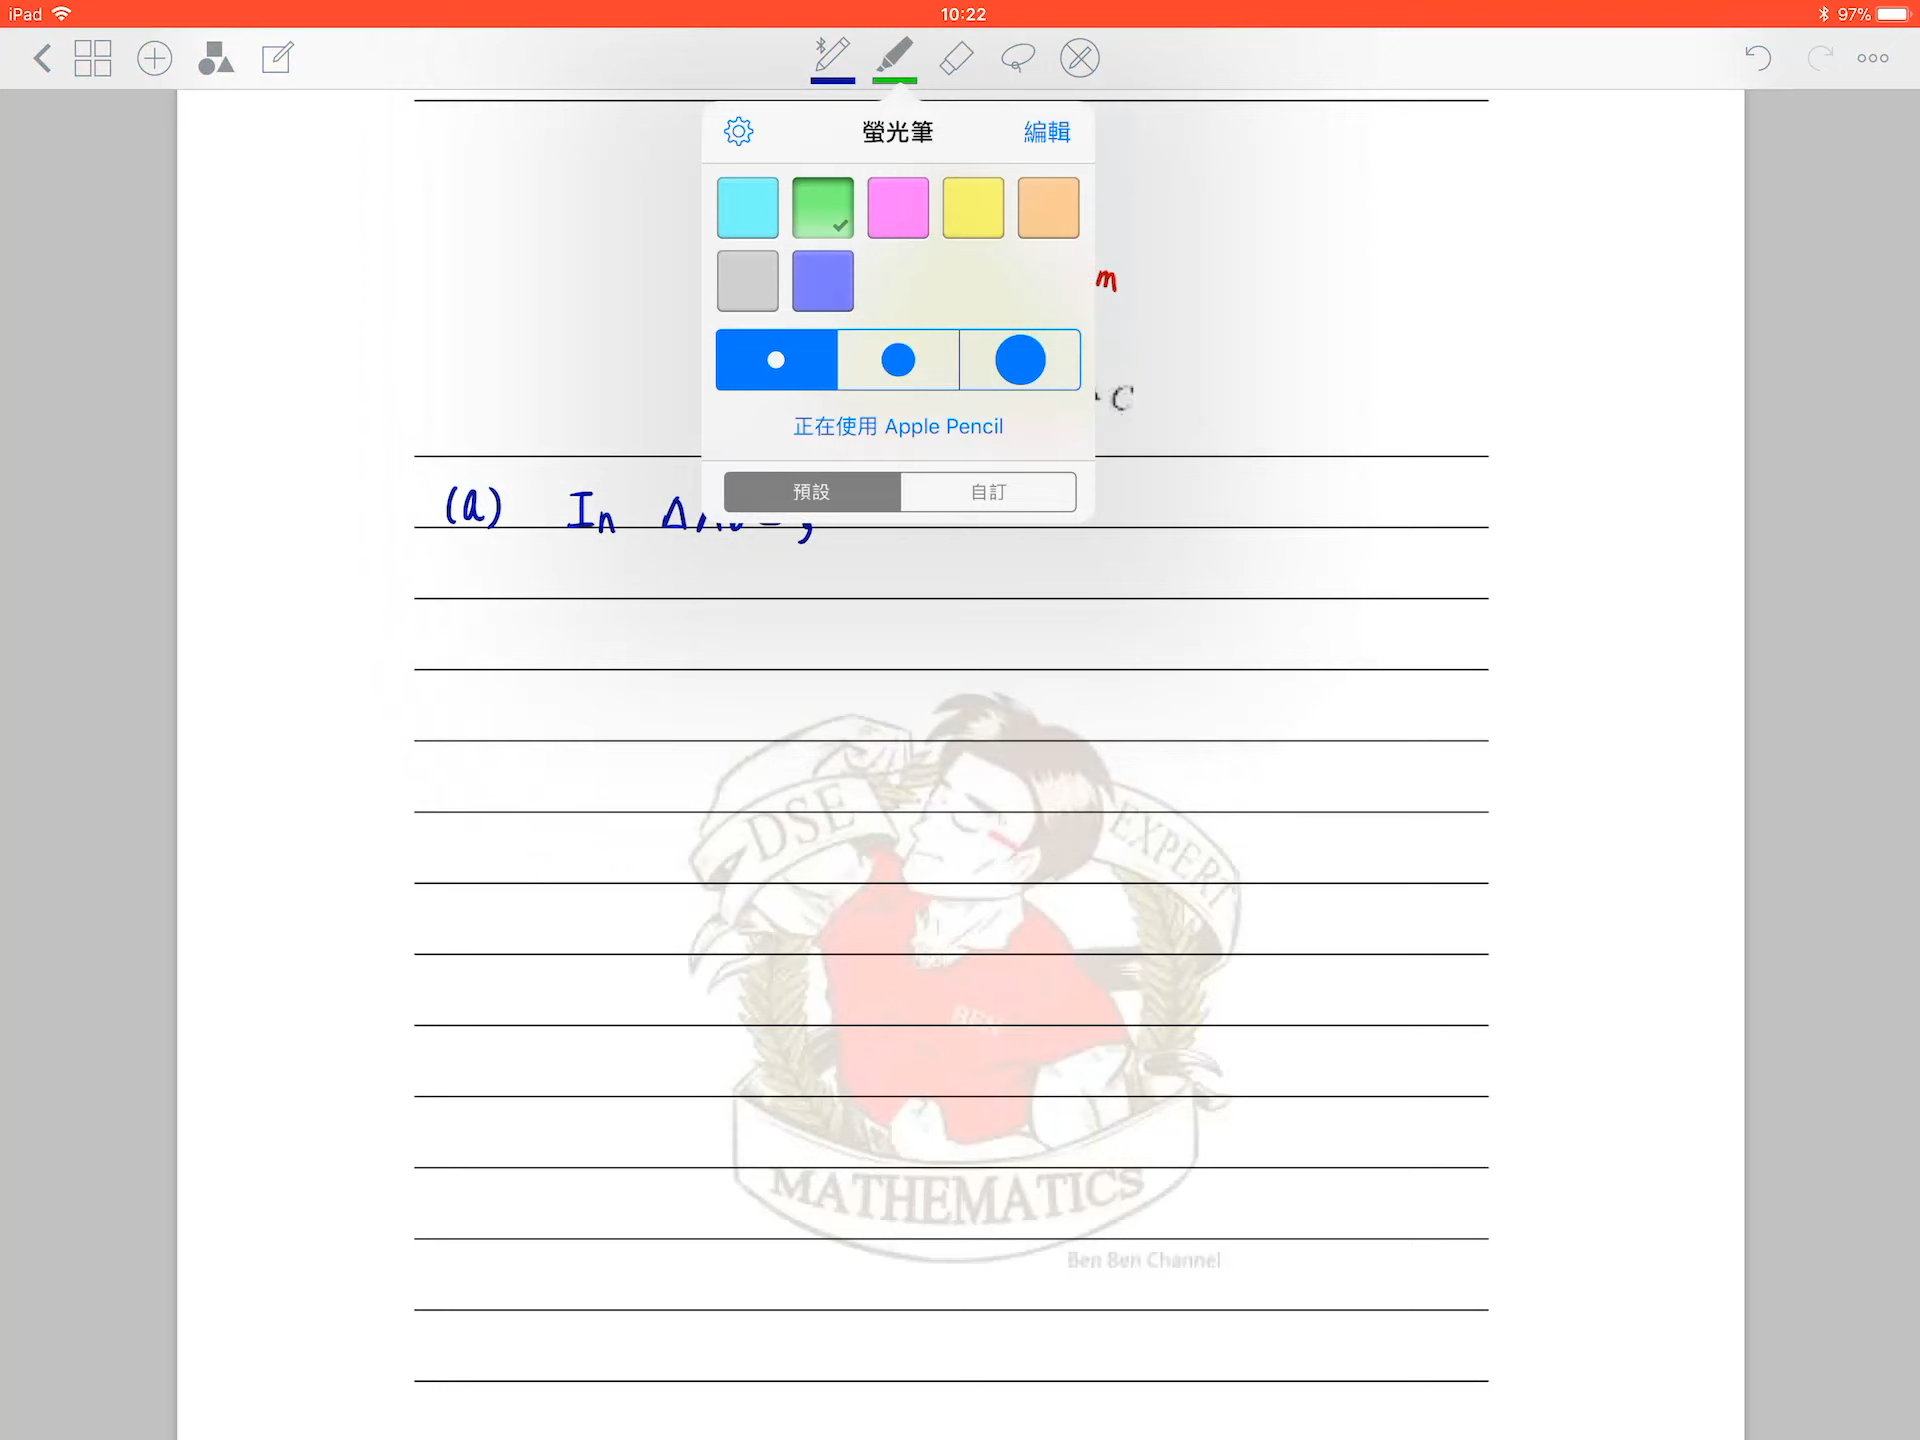 iPad 10:22 97%
螢光筆 編輯
m
C
正在使用 Apple Pencil
預設 自訂
(a) In
DSE EXPERT
BEN
MATHEMATICS
Ben Ben Channel